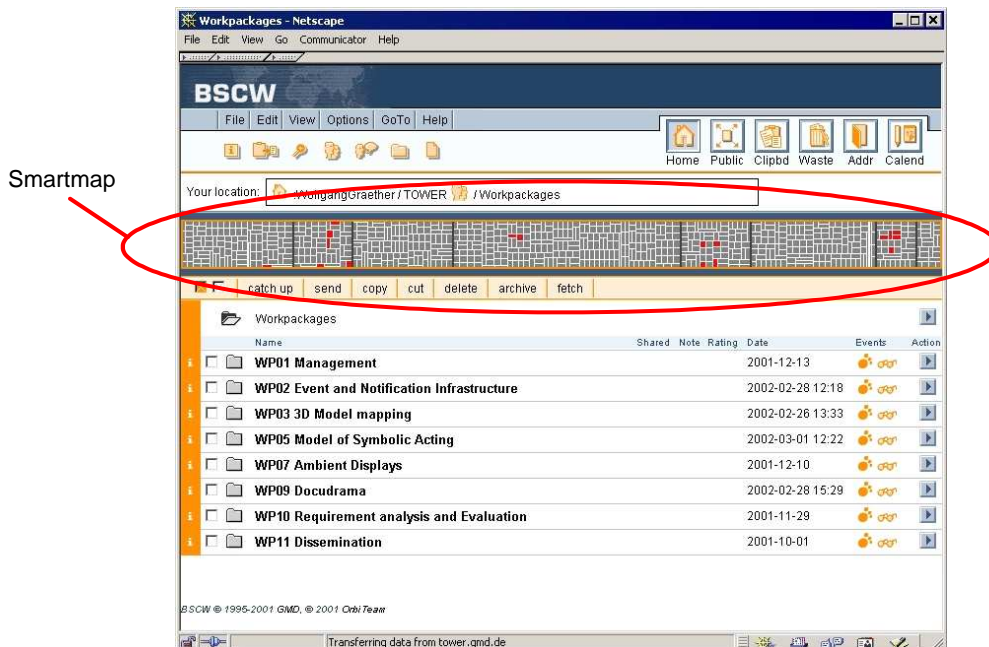 Workpackages - Netscape
File Edit View Go Communicator Help
BSCW
File Edit View Options GoTo Help
Home Public Clipbd Waste Addr Calend
Smartmap
Your location: :WolfgangGraether / TOWER / Workpackages
catch up send copy cut delete archive fetch
Workpackages
Name Shared Note Rating Date Events Action
i WP01 Management 2001-12-13
i WP02 Event and Notification Infrastructure 2002-02-28 12:18
i WP03 3D Model mapping 2002-02-26 13:33
i WP05 Model of Symbolic Acting 2002-03-01 12:22
i WP07 Ambient Displays 2001-12-10
i WP09 Docudrama 2002-02-28 15:29
i WP10 Requirement analysis and Evaluation 2001-11-29
i WP11 Dissemination 2001-10-01
BSCW © 1995-2001 GMD, © 2001 OrbiTeam
Transferring data from tower.gmd.de